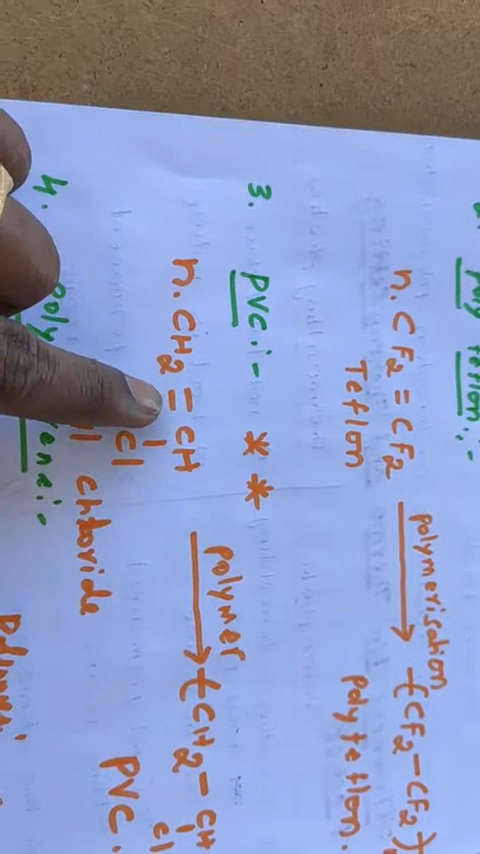 poly teflon:-
n.CF2 = CF2 polymerisation → (CF2-CF2)
Teflon polyteflon.
3. PVC:- **
n.CH2 = CH polymer → (CH2-CH
Cl Cl
chloride PVC.
4.